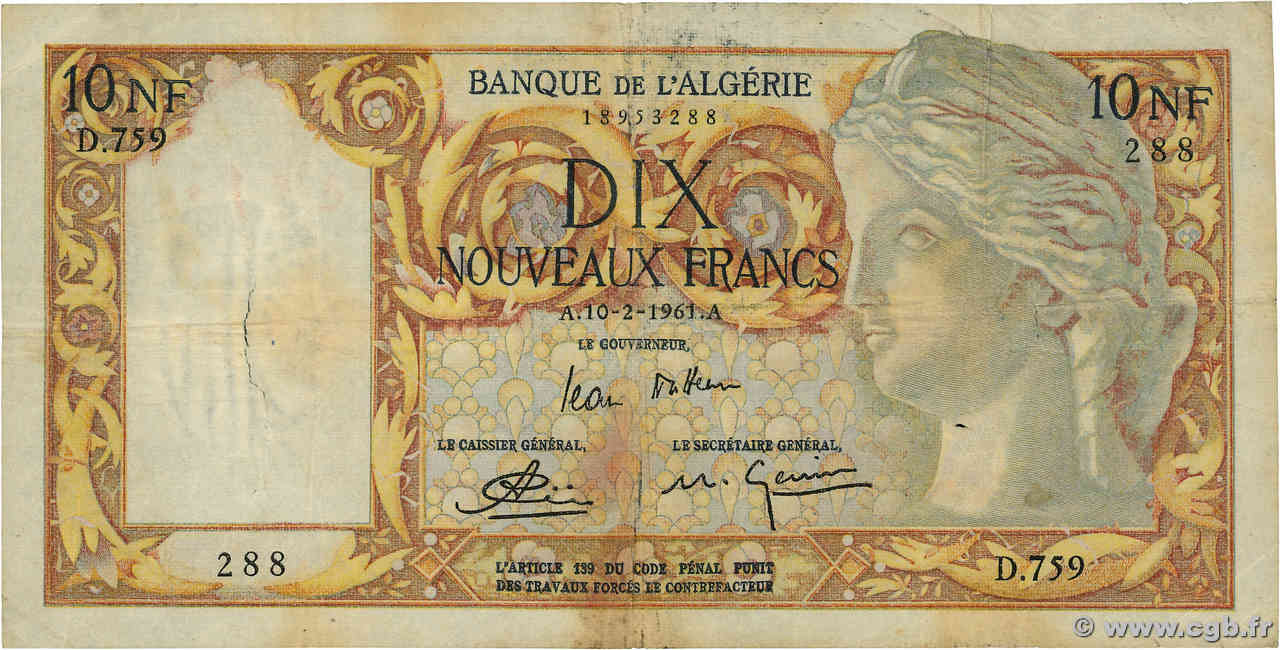 10 NF
BANQUE DE L'ALGÉRIE
10 NF
D.759
18953288
288
DIX
NOUVEAUX FRANCS
A.10-2-1961.A
LE GOUVERNEUR,
LE CAISSIER GÉNÉRAL,
LE SECRÉTAIRE GÉNÉRAL,
288
L'ARTICLE 139 DU CODE PÉNAL PUNIT
DES TRAVAUX FORCÉS LE CONTREFACTEUR
D.759
© www.cgb.fr